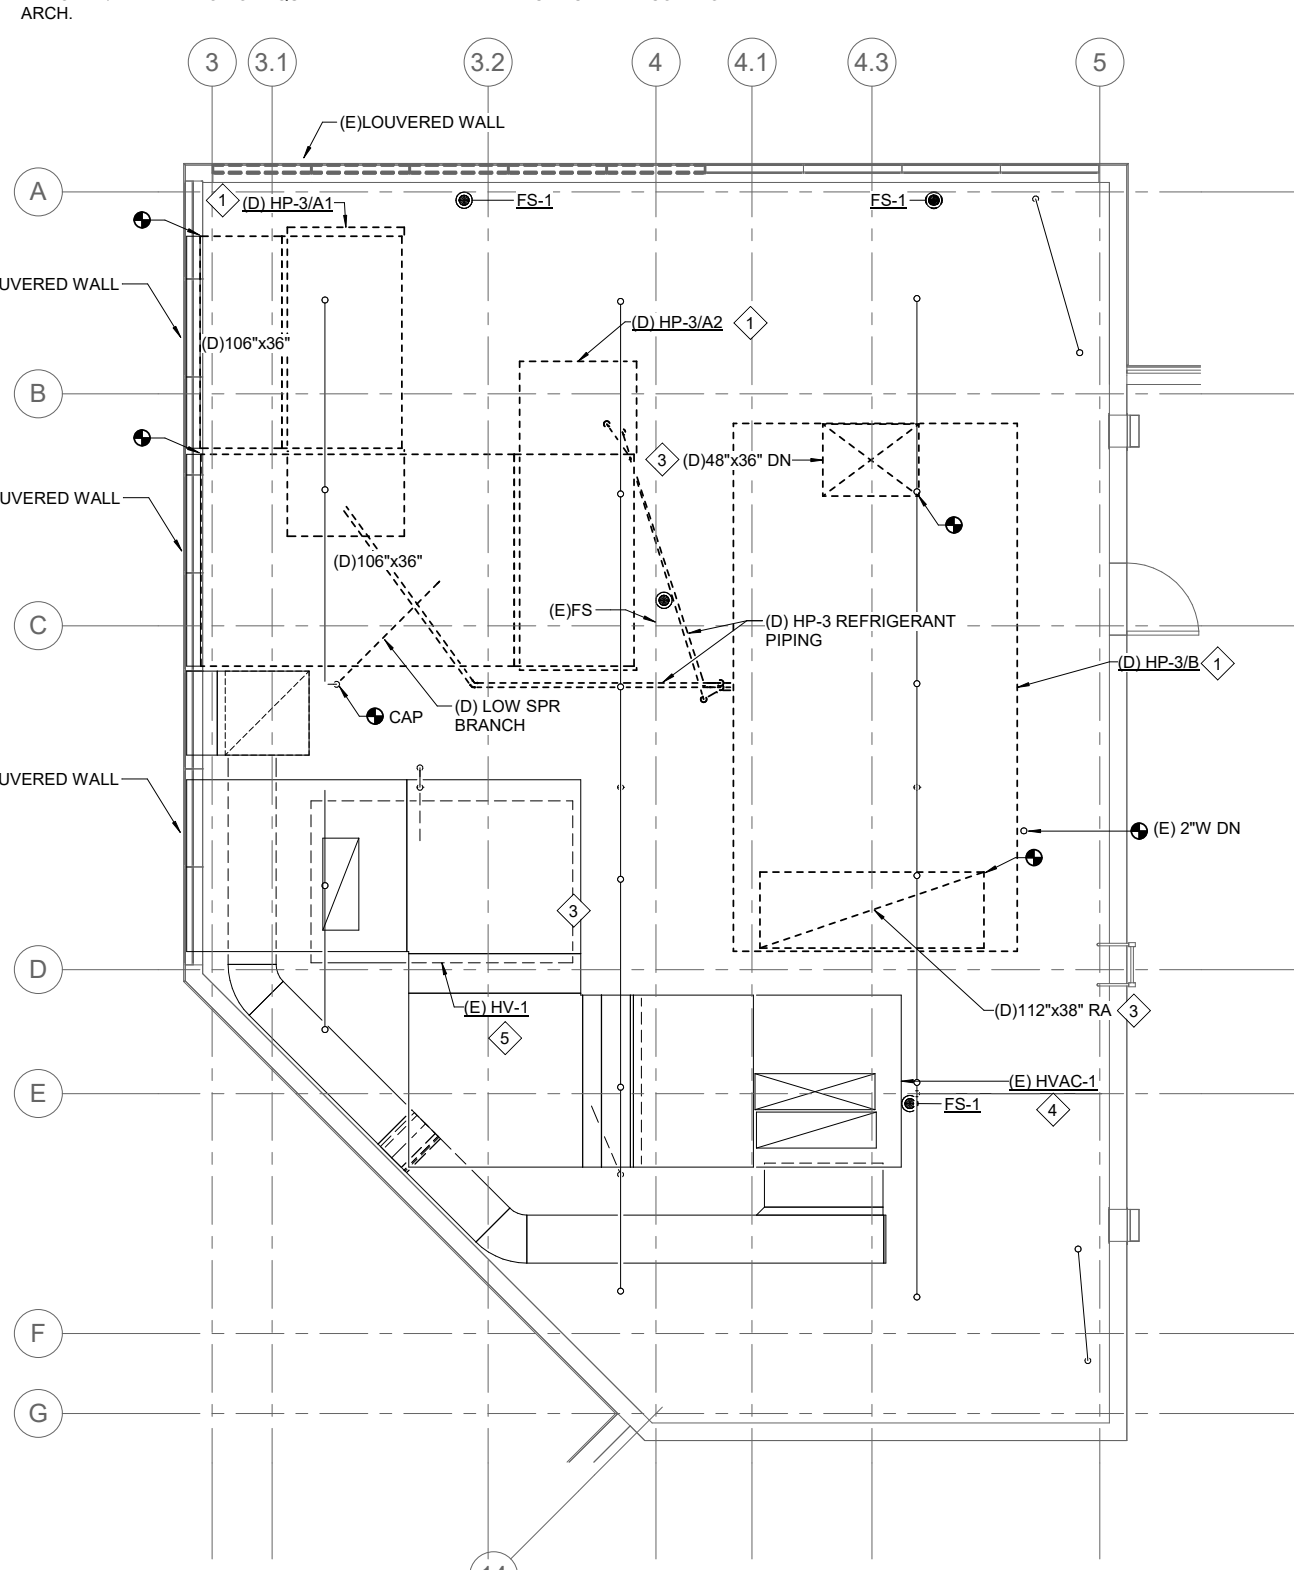 ARCH.
3
3.1
3.2
4
4.1
4.3
5
(E)LOUVERED WALL
A
1
(D) HP-3/A1
FS-1
FS-1
UVERED WALL
(D) HP-3/A2
1
(D)106"x36"
B
3
(D)48"x36" DN
UVERED WALL
(D)106"x36"
(E)FS
C
(D) HP-3 REFRIGERANT
PIPING
(D) HP-3/B
1
CAP
(D) LOW SPR
BRANCH
UVERED WALL
(E) 2"W DN
3
D
(E) HV-1
5
(D)112"x38" RA
3
E
(E) HVAC-1
FS-1
4
F
G